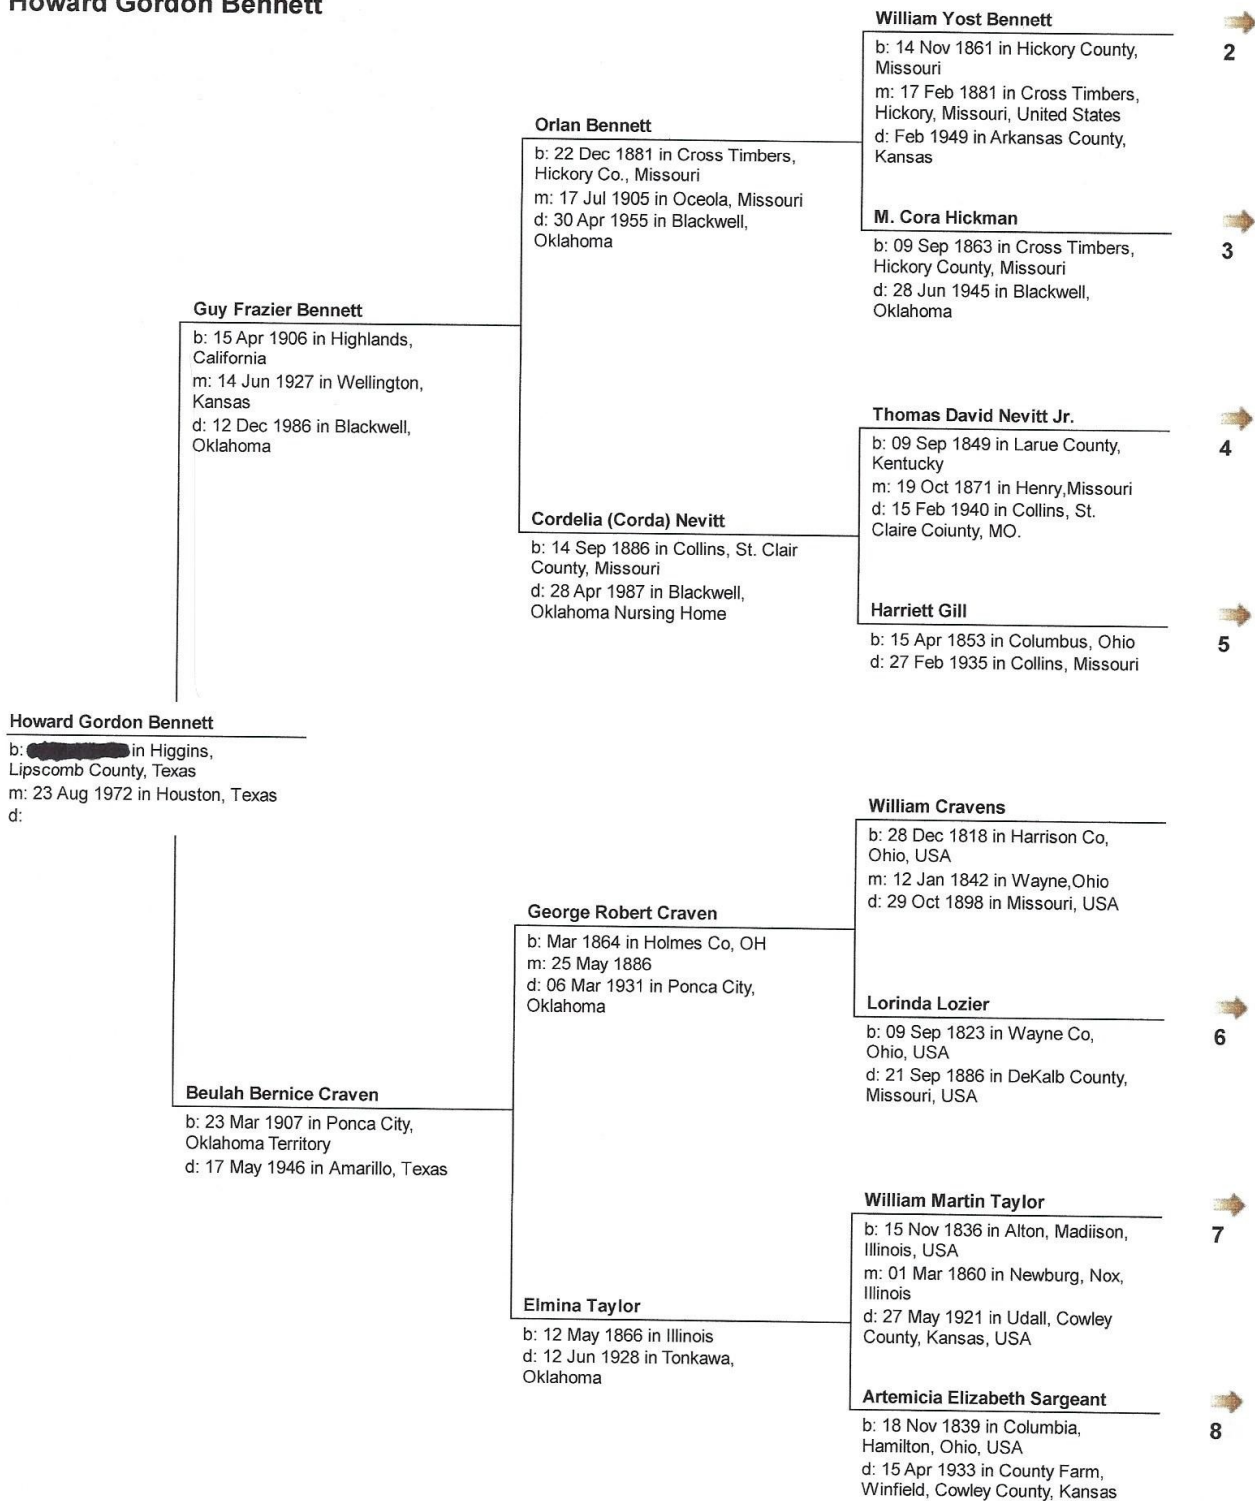 Howard Gordon Bennett
William Yost Bennett
b: 14 Nov 1861 in Hickory County,
Missouri
m: 17 Feb 1881 in Cross Timbers,
Hickory, Missouri, United States
d: Feb 1949 in Arkansas County,
Kansas
2
Orlan Bennett
b: 22 Dec 1881 in Cross Timbers,
Hickory Co., Missouri
m: 17 Jul 1905 in Oceola, Missouri
d: 30 Apr 1955 in Blackwell,
Oklahoma
M. Cora Hickman
b: 09 Sep 1863 in Cross Timbers,
Hickory County, Missouri
d: 28 Jun 1945 in Blackwell,
Oklahoma
3
Guy Frazier Bennett
b: 15 Apr 1906 in Highlands,
California
m: 14 Jun 1927 in Wellington,
Kansas
d: 12 Dec 1986 in Blackwell,
Oklahoma
Thomas David Nevitt Jr.
b: 09 Sep 1849 in Larue County,
Kentucky
m: 19 Oct 1871 in Henry,Missouri
d: 15 Feb 1940 in Collins, St.
Claire Coiunty, MO.
4
Cordelia (Corda) Nevitt
b: 14 Sep 1886 in Collins, St. Clair
County, Missouri
d: 28 Apr 1987 in Blackwell,
Oklahoma Nursing Home
Harriett Gill
b: 15 Apr 1853 in Columbus, Ohio
d: 27 Feb 1935 in Collins, Missouri
5
Howard Gordon Bennett
b: in Higgins,
Lipscomb County, Texas
m: 23 Aug 1972 in Houston, Texas
d:
William Cravens
b: 28 Dec 1818 in Harrison Co,
Ohio, USA
m: 12 Jan 1842 in Wayne,Ohio
d: 29 Oct 1898 in Missouri, USA
George Robert Craven
b: Mar 1864 in Holmes Co, OH
m: 25 May 1886
d: 06 Mar 1931 in Ponca City,
Oklahoma
Lorinda Lozier
b: 09 Sep 1823 in Wayne Co,
Ohio, USA
d: 21 Sep 1886 in DeKalb County,
Missouri, USA
6
Beulah Bernice Craven
b: 23 Mar 1907 in Ponca City,
Oklahoma Territory
d: 17 May 1946 in Amarillo, Texas
William Martin Taylor
b: 15 Nov 1836 in Alton, Madiison,
Illinois, USA
m: 01 Mar 1860 in Newburg, Nox,
Illinois
d: 27 May 1921 in Udall, Cowley
County, Kansas, USA
7
Elmina Taylor
b: 12 May 1866 in Illinois
d: 12 Jun 1928 in Tonkawa,
Oklahoma
Artemicia Elizabeth Sargeant
b: 18 Nov 1839 in Columbia,
Hamilton, Ohio, USA
d: 15 Apr 1933 in County Farm,
Winfield, Cowley County, Kansas
8